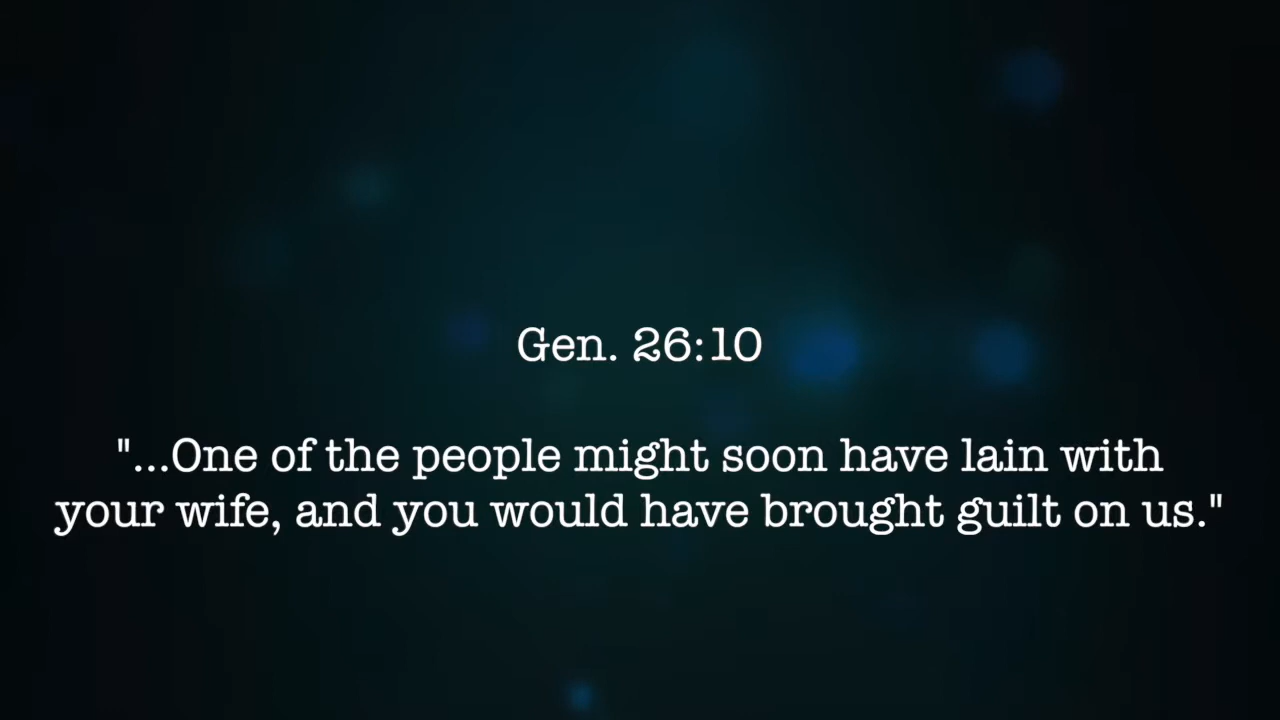 Gen. 26:10
"...One of the people might soon have lain with
your wife, and you would have brought guilt on us."